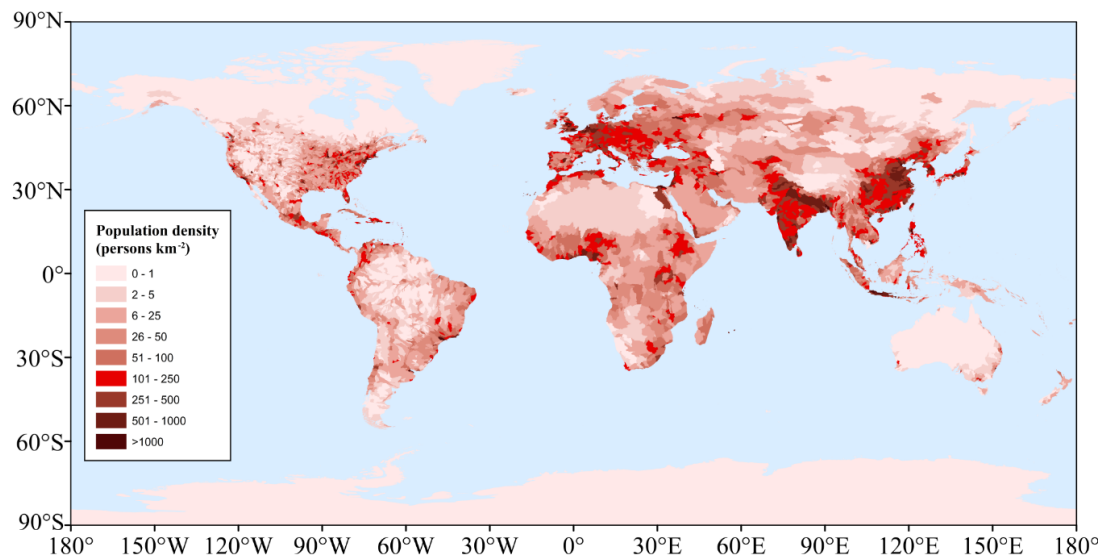 90°N
60°N
30°N
0°
30°S
60°S
90°S
Population density
(persons km⁻²)
0 - 1
2 - 5
6 - 25
26 - 50
51 - 100
101 - 250
251 - 500
501 - 1000
>1000
180° 150°W 120°W 90°W 60°W 30°W 0° 30°E 60°E 90°E 120°E 150°E 180°